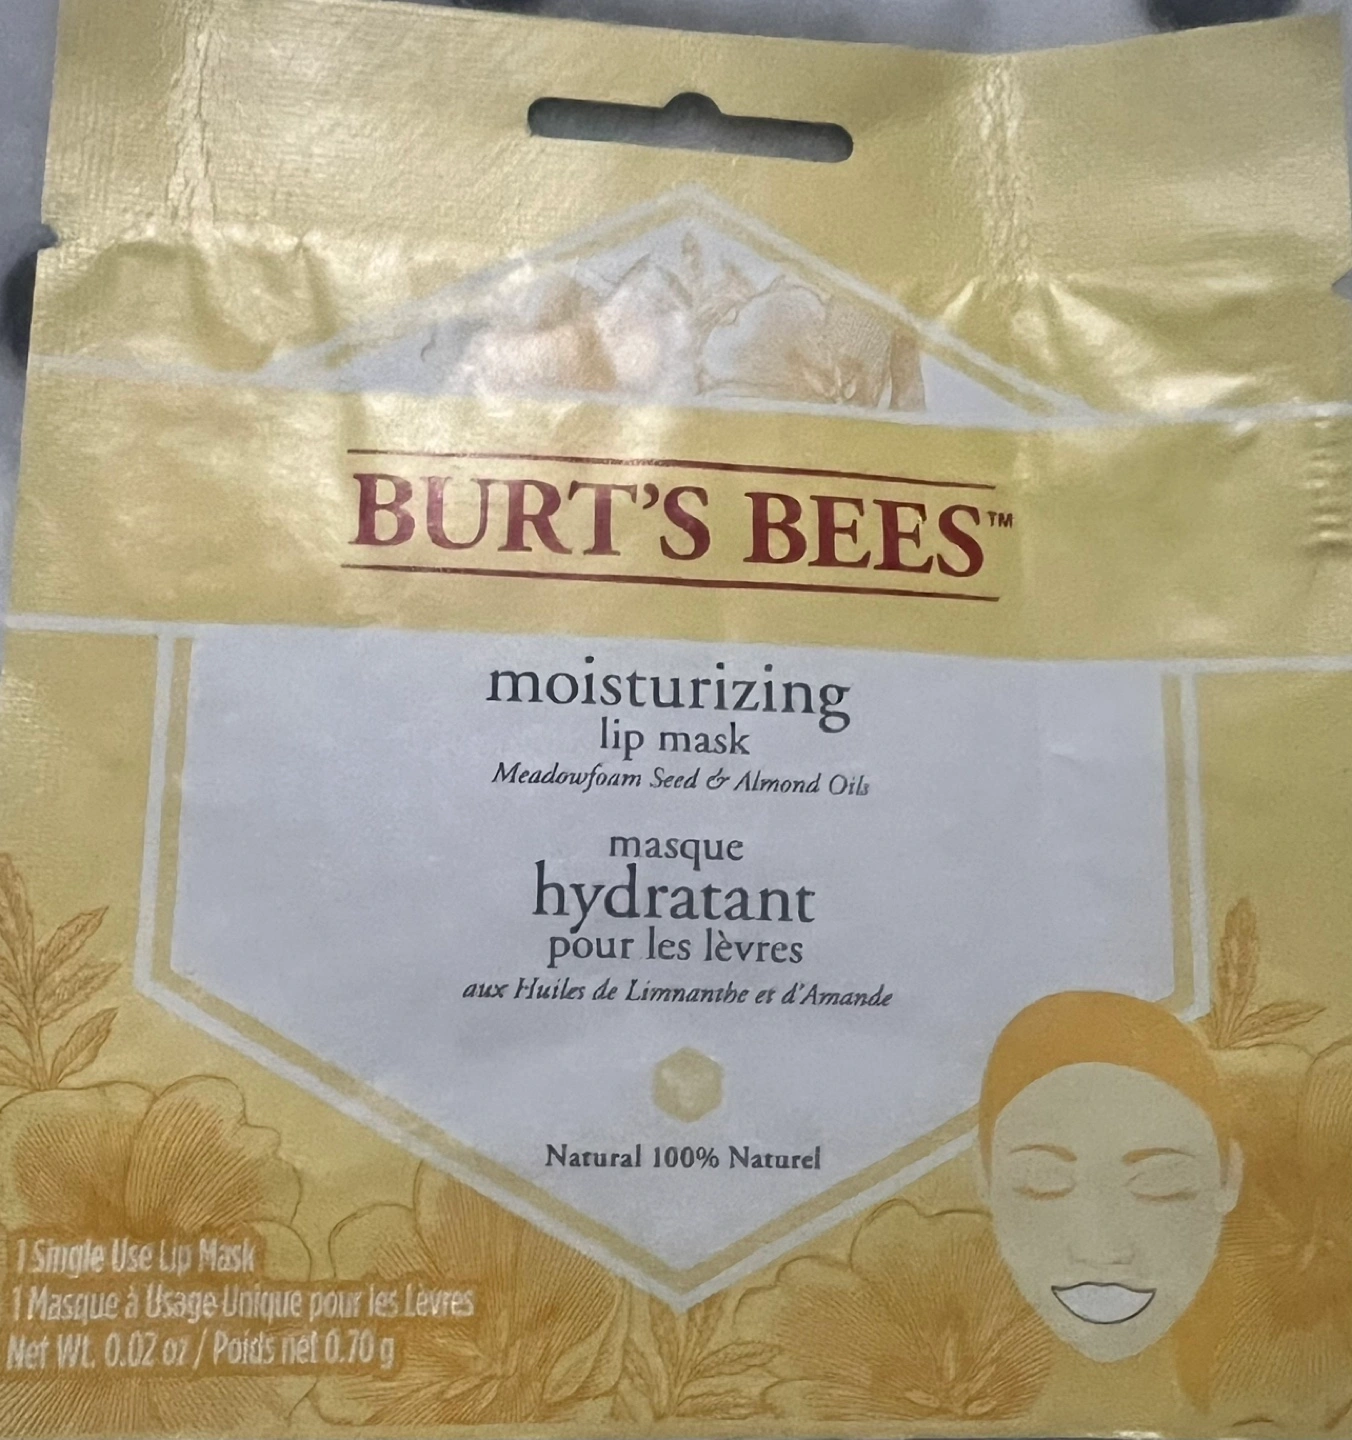 BURT'S BEES™
moisturizing
lip mask
Meadowfoam Seed & Almond Oils
masque
hydratant
pour les lèvres
aux Huiles de Limnanthe et d'Amande
Natural 100% Naturel
1 Single Use Lip Mask
1 Masque à Usage Unique pour les Lèvres
Net Wt. 0.02 oz / Poids net 0.70 g